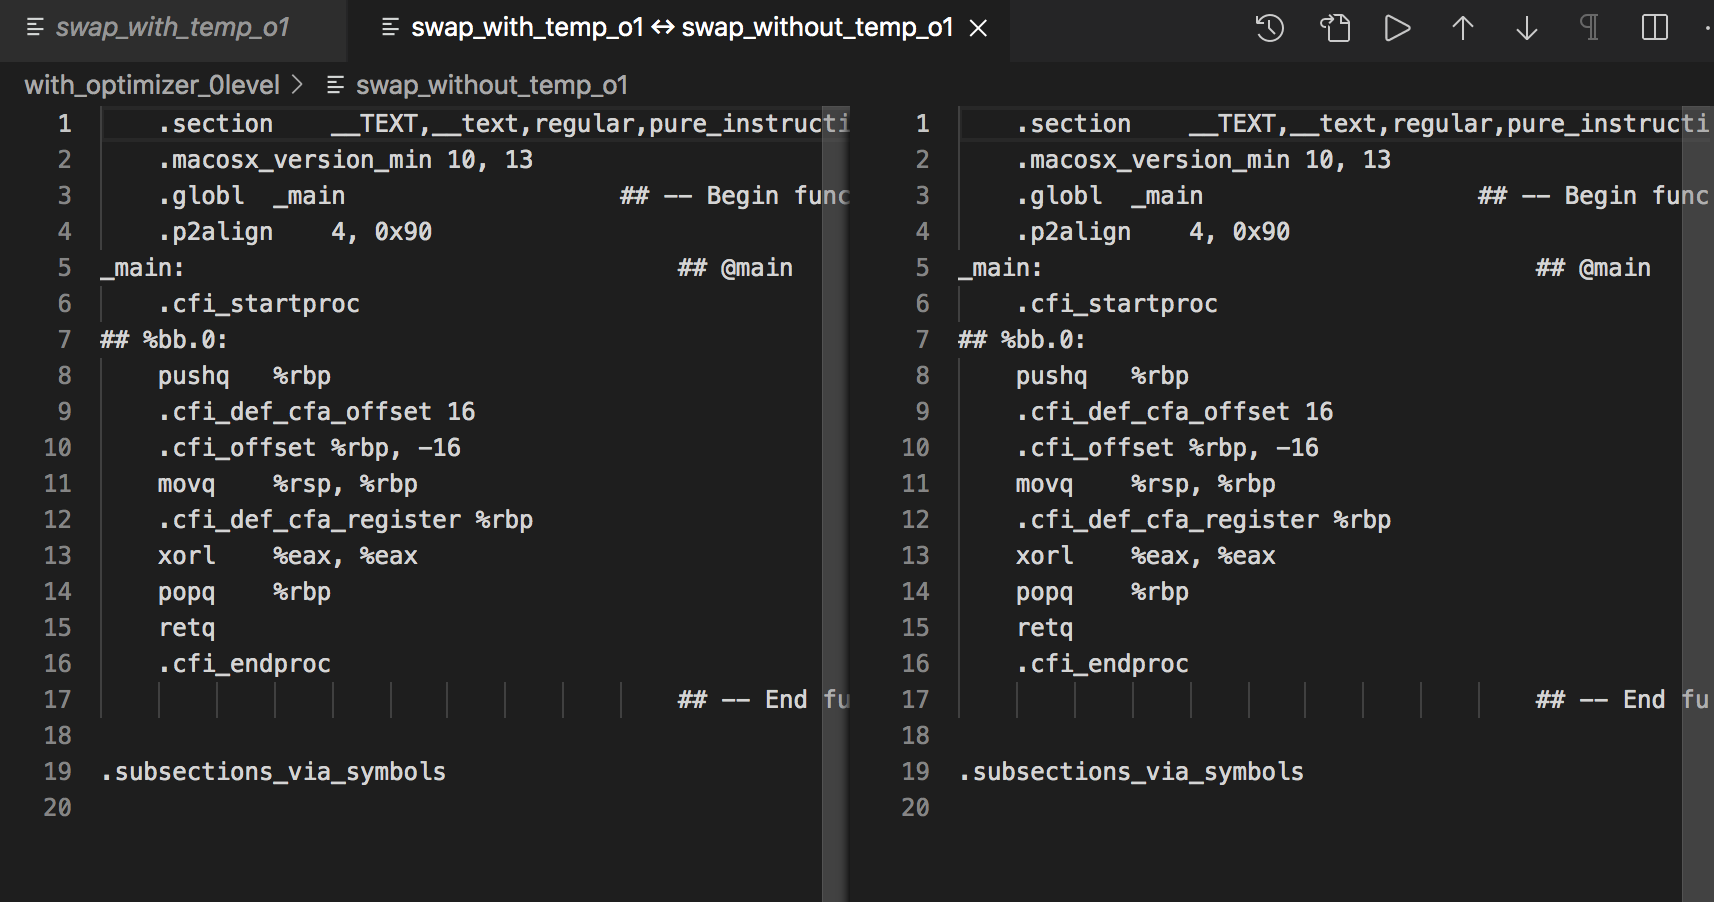 swap_with_temp_o1
swap_with_temp_o1↔swap_without_temp_o1
with_optimizer_0level > swap_without_temp_o1
1 .section __TEXT,__text,regular,pure_instructi
2 .macosx_version_min 10, 13
3 .globl _main ## -- Begin func
4 .p2align 4, 0x90
5 _main: ## @main
6 .cfi_startproc
7 ## %bb.0:
8 pushq %rbp
9 .cfi_def_cfa_offset 16
10 .cfi_offset %rbp, -16
11 movq %rsp, %rbp
12 .cfi_def_cfa_register %rbp
13 xorl %eax, %eax
14 popq %rbp
15 retq
16 .cfi_endproc
17 ## -- End fu
18
19 .subsections_via_symbols
20
1 .section __TEXT,__text,regular,pure_instructi
2 .macosx_version_min 10, 13
3 .globl _main ## -- Begin func
4 .p2align 4, 0x90
5 _main: ## @main
6 .cfi_startproc
7 ## %bb.0:
8 pushq %rbp
9 .cfi_def_cfa_offset 16
10 .cfi_offset %rbp, -16
11 movq %rsp, %rbp
12 .cfi_def_cfa_register %rbp
13 xorl %eax, %eax
14 popq %rbp
15 retq
16 .cfi_endproc
17 ## -- End fu
18
19 .subsections_via_symbols
20